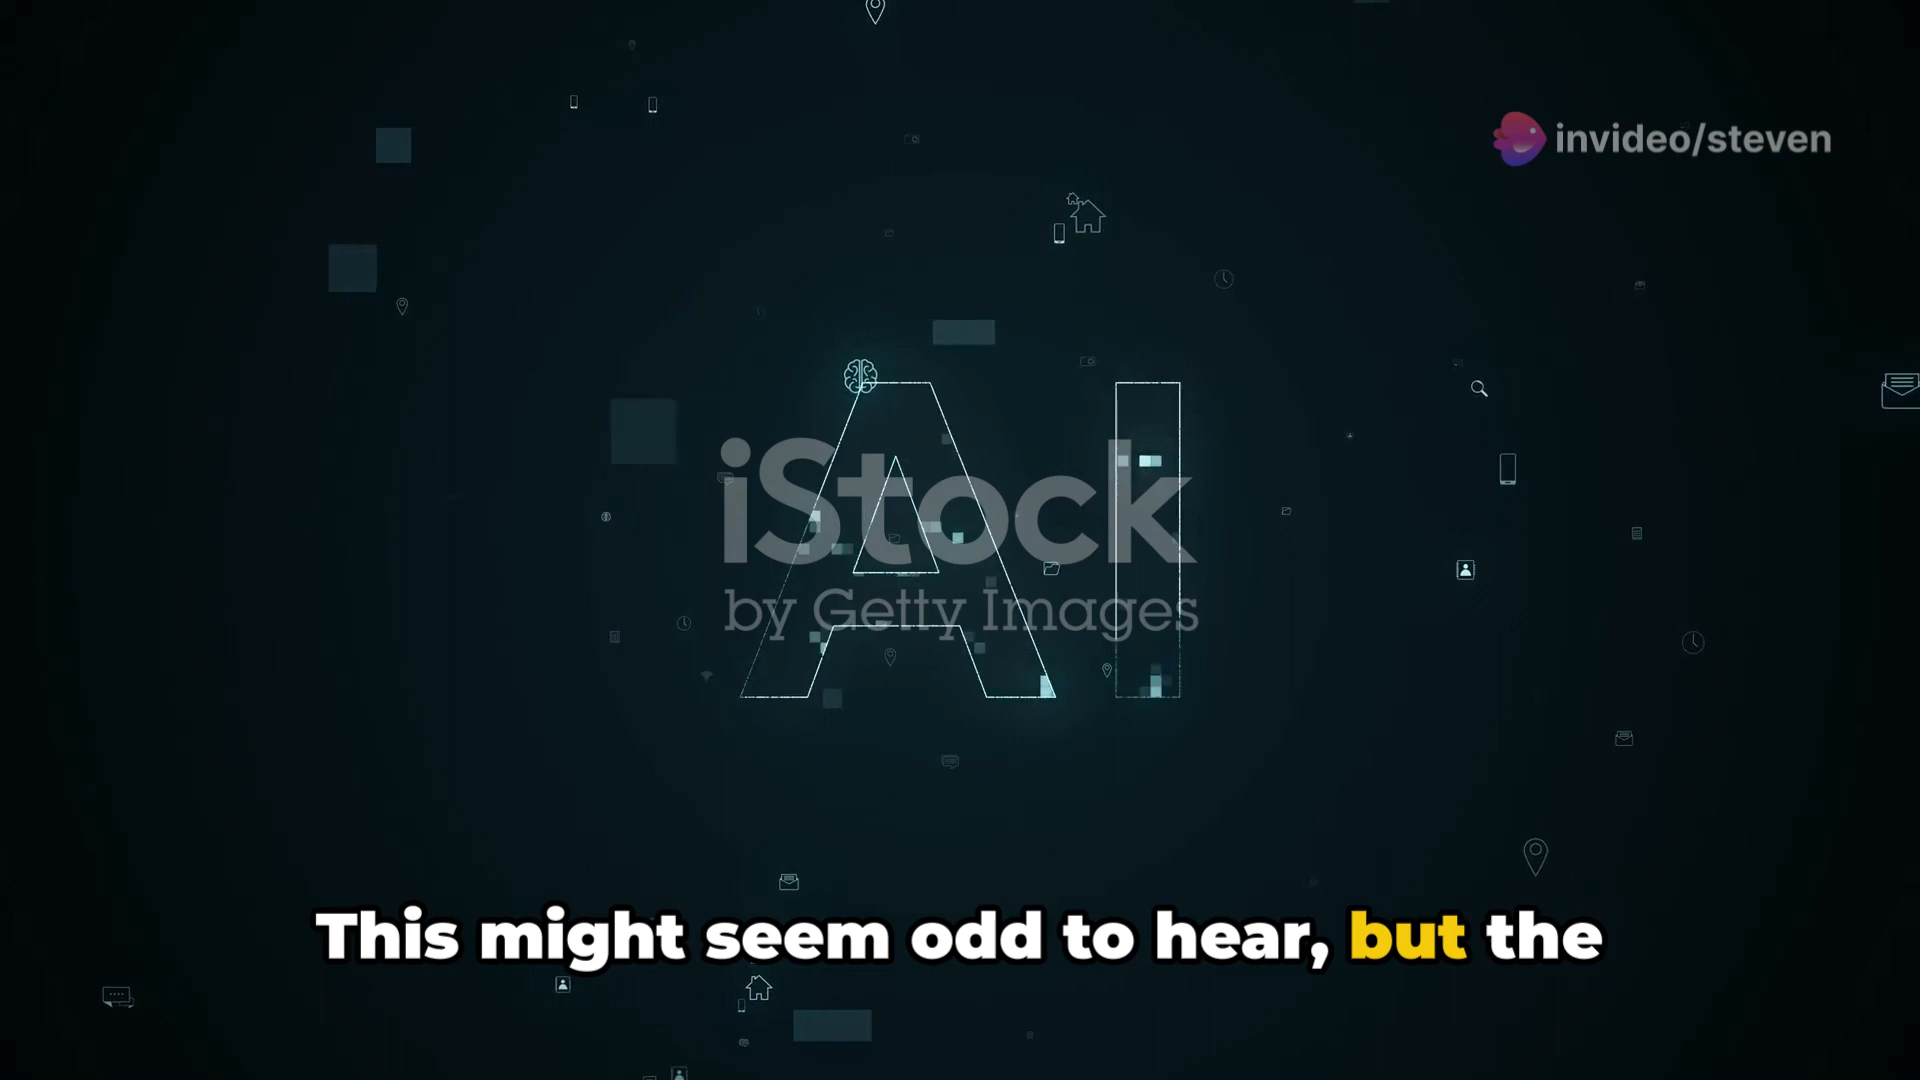 invideo/steven
AI
iStock
by Getty Images
This might seem odd to hear, but the